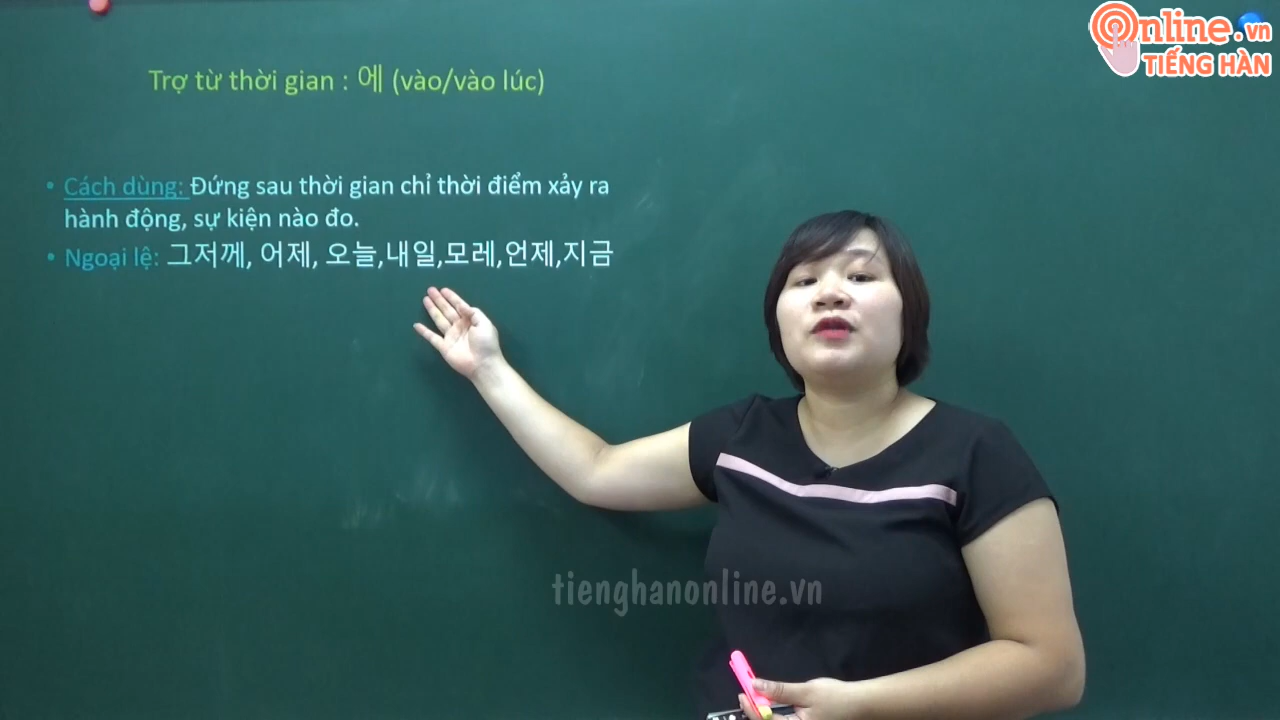 Online.vn
TIẾNG HÀN
Trợ từ thời gian : 에 (vào/vào lúc)
• Cách dùng: Đứng sau thời gian chỉ thời điểm xảy ra
hành động, sự kiện nào đo.
• Ngoại lệ: 그저께, 어제, 오늘,내일,모레,언제,지금
tienghanonline.vn